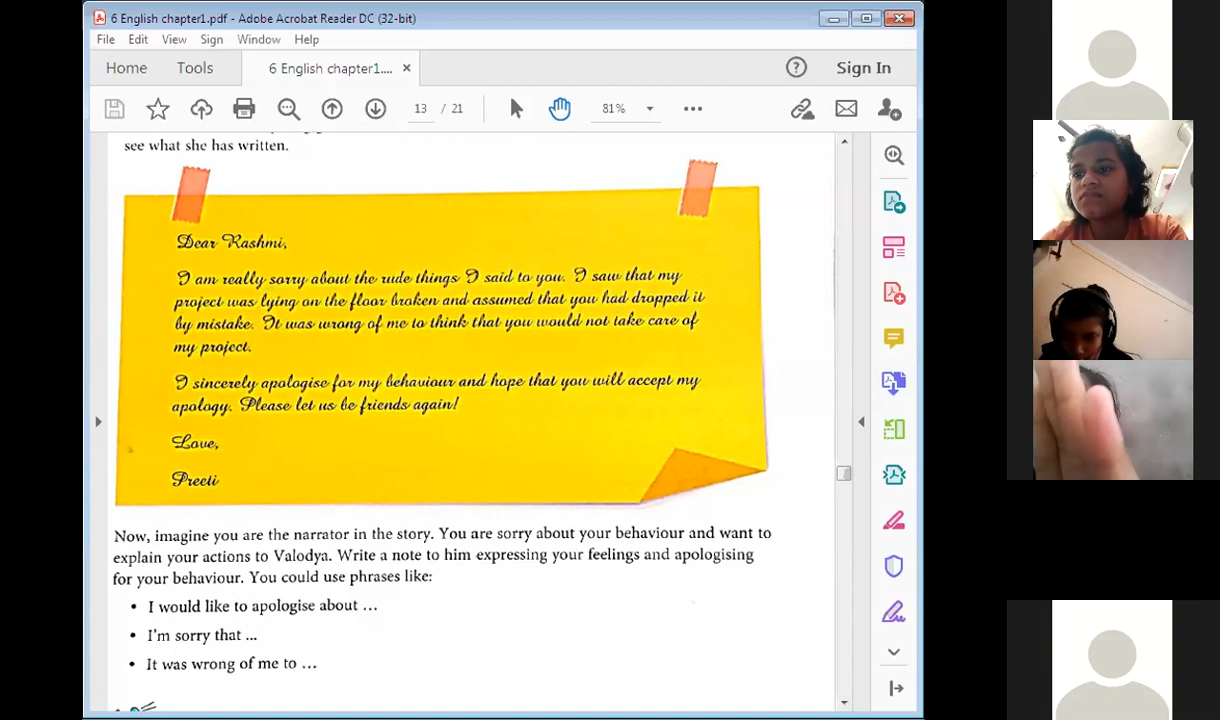 6 English chapter1.pdf - Adobe Acrobat Reader DC (32-bit)
File Edit View Sign Window Help
Home Tools 6 English chapter1.... × ? Sign In
13 / 21 81%
see what she has written.
Dear Rashmi,
I am really sorry about the rude things I said to you. I saw that my
project was lying on the floor broken and assumed that you had dropped it
by mistake. It was wrong of me to think that you would not take care of
my project.
I sincerely apologise for my behaviour and hope that you will accept my
apology. Please let us be friends again!
Love,
Preeti
Now, imagine you are the narrator in the story. You are sorry about your behaviour and want to
explain your actions to Valodya. Write a note to him expressing your feelings and apologising
for your behaviour. You could use phrases like:
• I would like to apologise about ...
• I'm sorry that ...
• It was wrong of me to ...